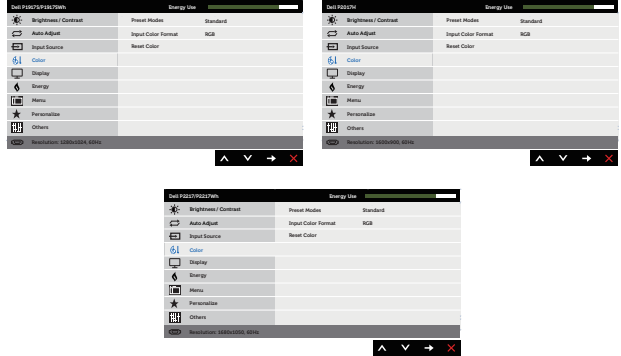 Dell P1917S/P1917SWh Energy Use
Brightness / Contrast Preset Modes Standard
Auto Adjust Input Color Format RGB
Input Source Reset Color
Color
Display
Energy
Menu
Personalize
Others
Resolution: 1280x1024, 60Hz
Dell P2017H Energy Use
Brightness / Contrast Preset Modes Standard
Auto Adjust Input Color Format RGB
Input Source Reset Color
Color
Display
Energy
Menu
Personalize
Others
Resolution: 1600x900, 60Hz
Dell P2217/P2217Wh Energy Use
Brightness / Contrast Preset Modes Standard
Auto Adjust Input Color Format RGB
Input Source Reset Color
Color
Display
Energy
Menu
Personalize
Others
Resolution: 1680x1050, 60Hz